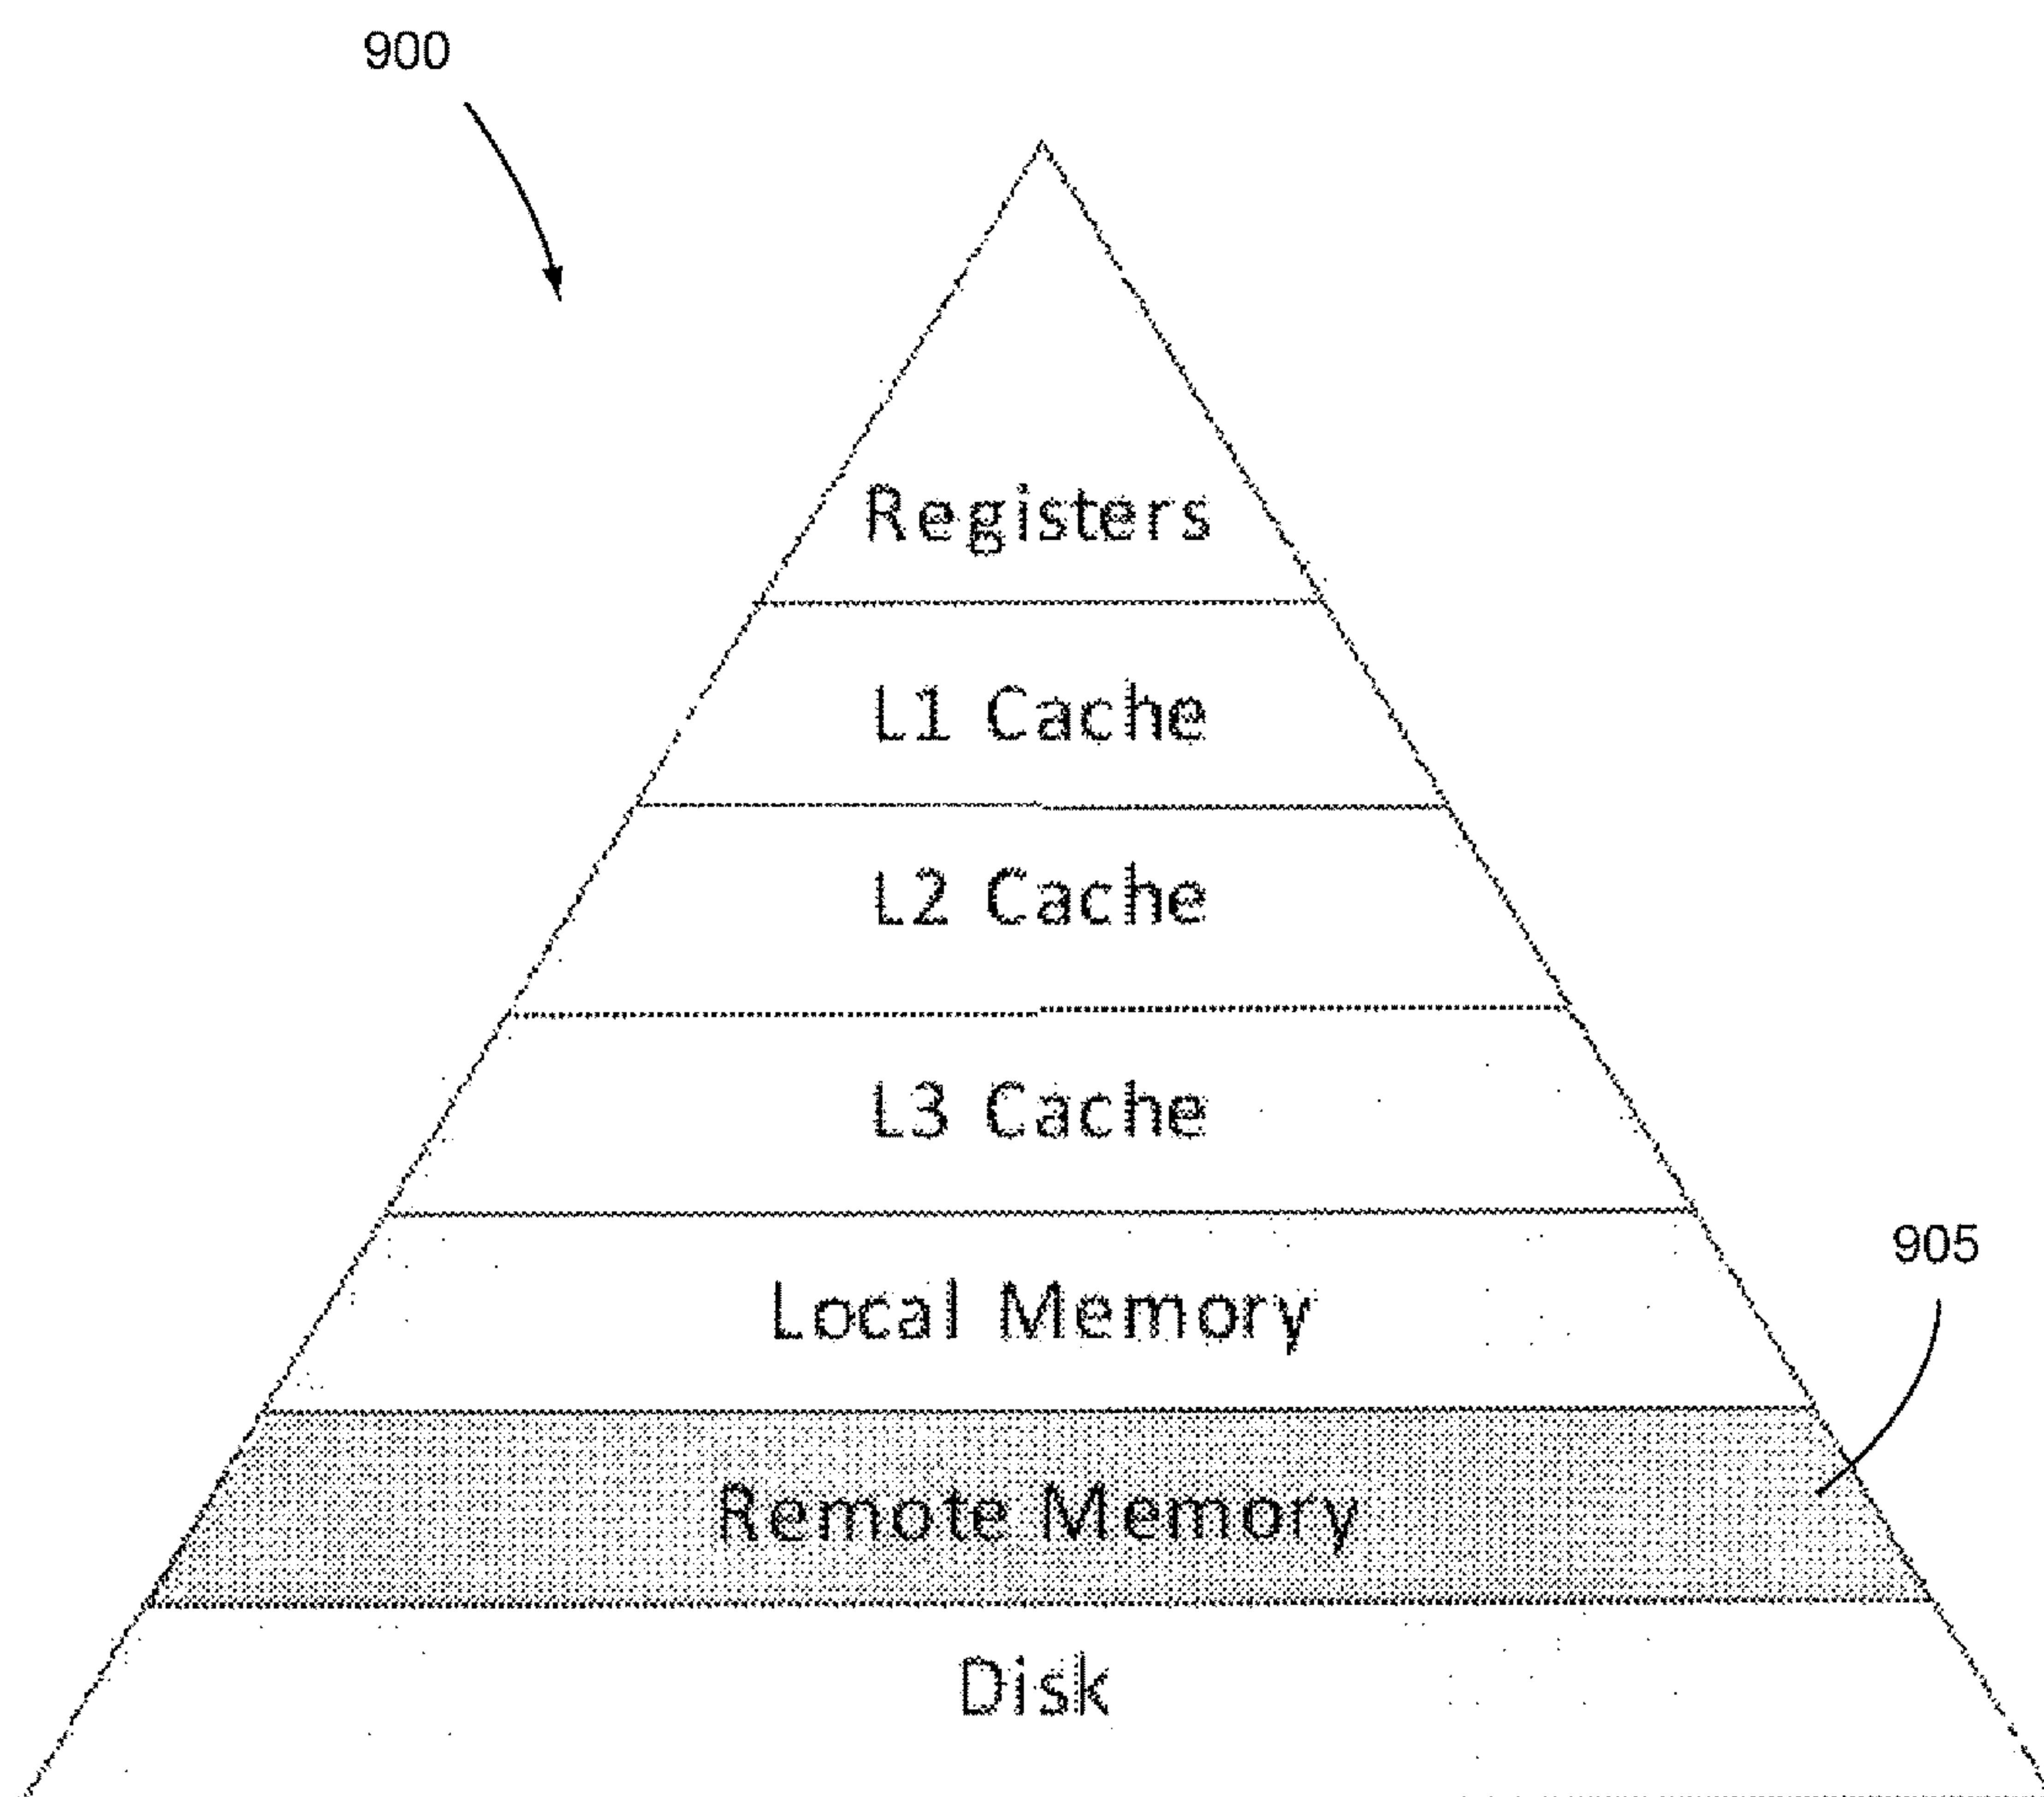 900
Registers
L1 Cache
L2 Cache
L3 Cache
Local Memory
905
Remote Memory
Disk